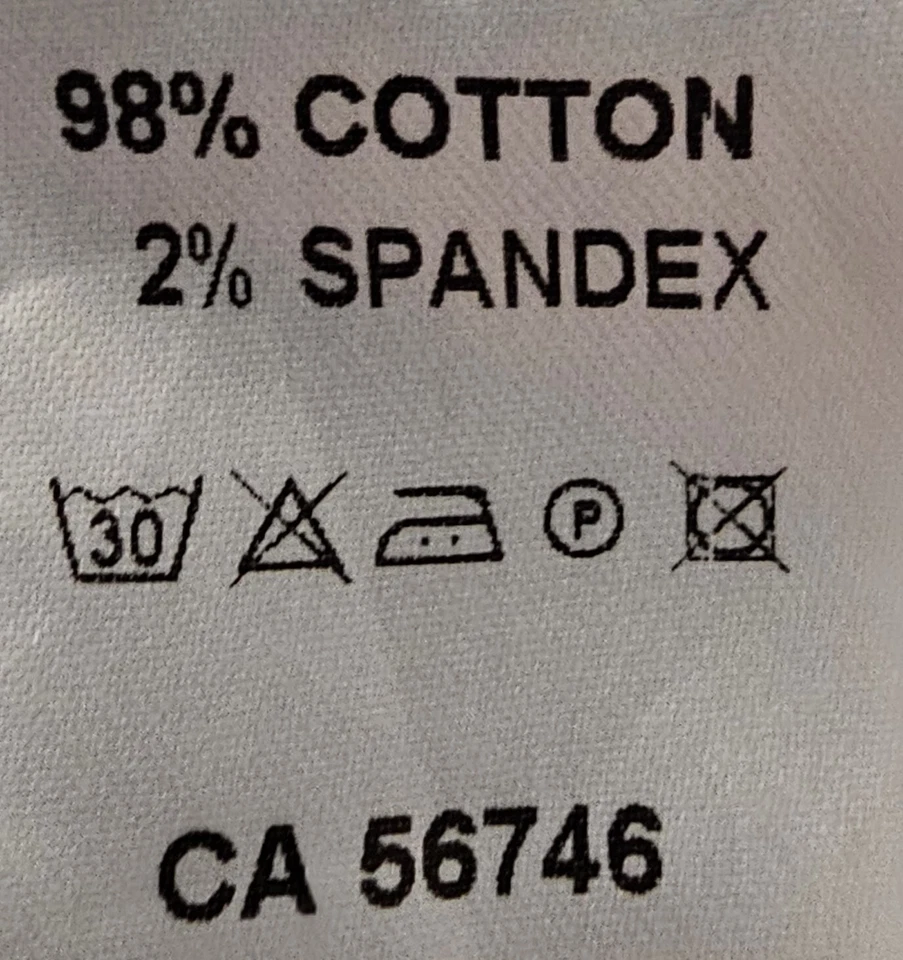 98% COTTON
2% SPANDEX
30 P
CA 56746